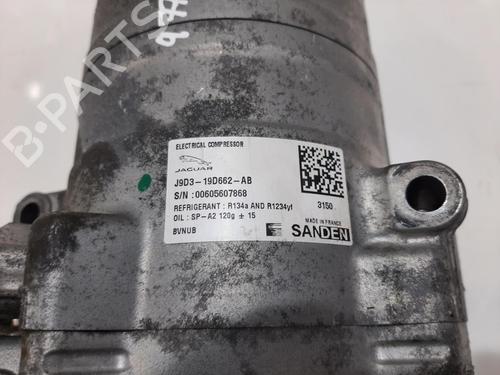 B-PARTS
ELECTRICAL COMPRESSOR
JAGUAR
J9D3-19D662-AB
S/N :00605607868
REFRIGERANT : R134a AND R1234yf
OIL : SP-A2 120g ± 15
BVNUB
3150
MADE IN FRANCE
SANDEN